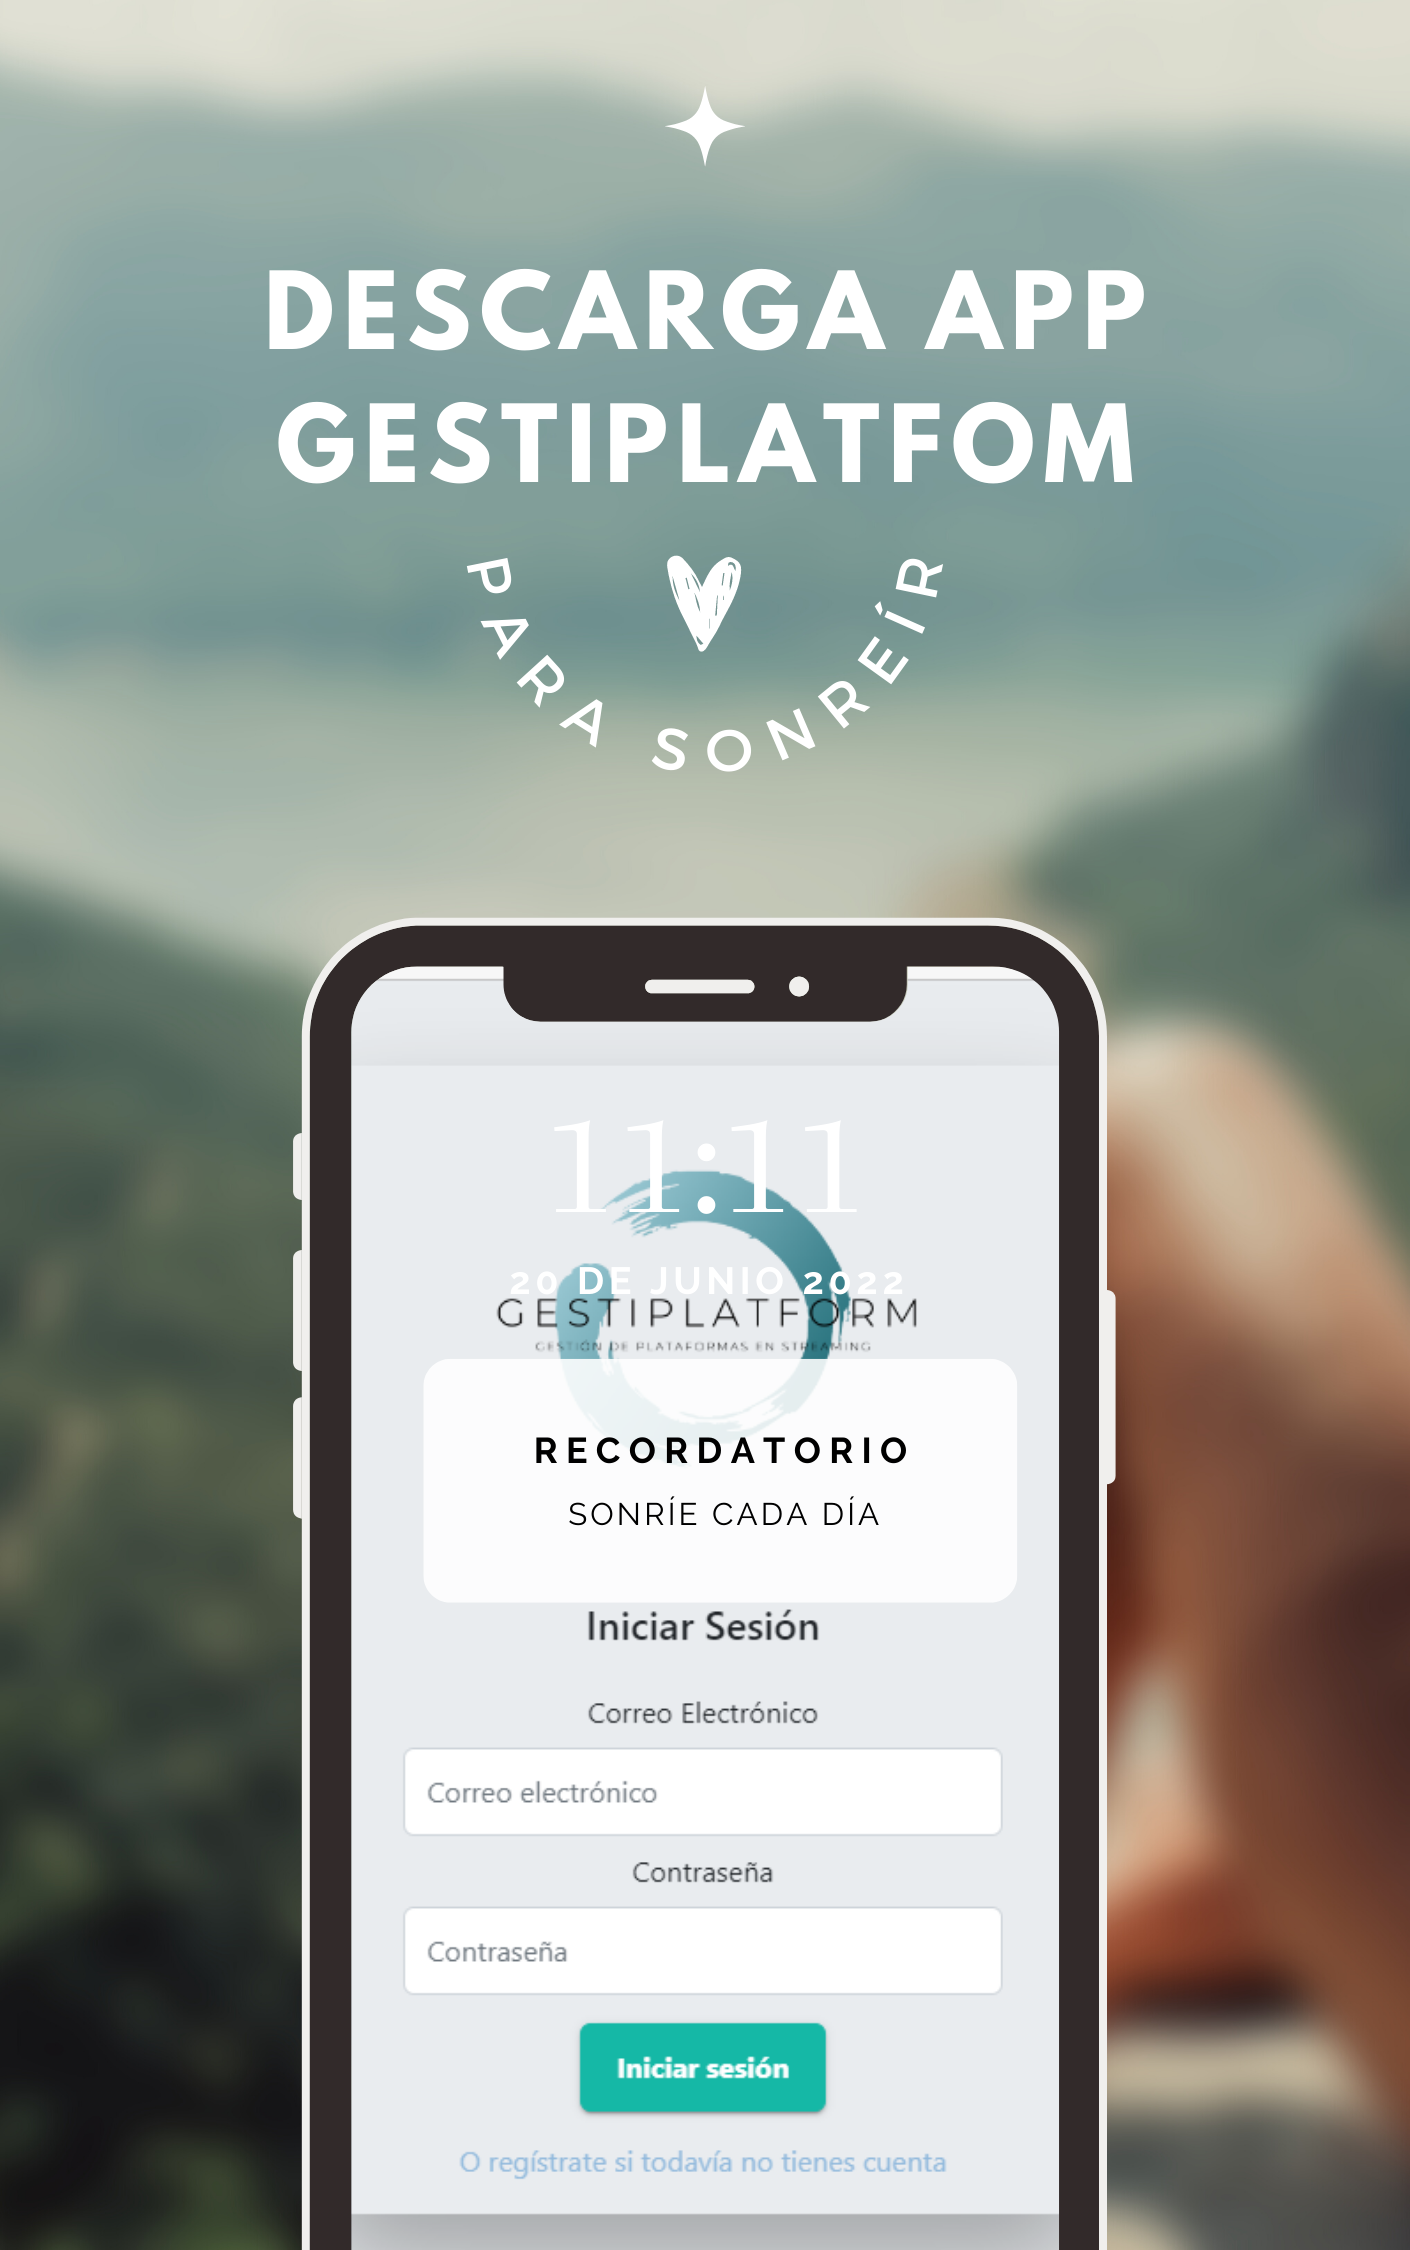 DESCARGA APP
GESTIPLATFOM
PARA SONREÍR
11:11
20 DE JUNIO 2022
GESTIPLATFORM
GESTIÓN DE PLATAFORMAS EN STREAMING
RECORDATORIO
SONRÍE CADA DÍA
Iniciar Sesión
Correo Electrónico
Correo electrónico
Contraseña
Contraseña
Iniciar sesión
O regístrate si todavía no tienes cuenta